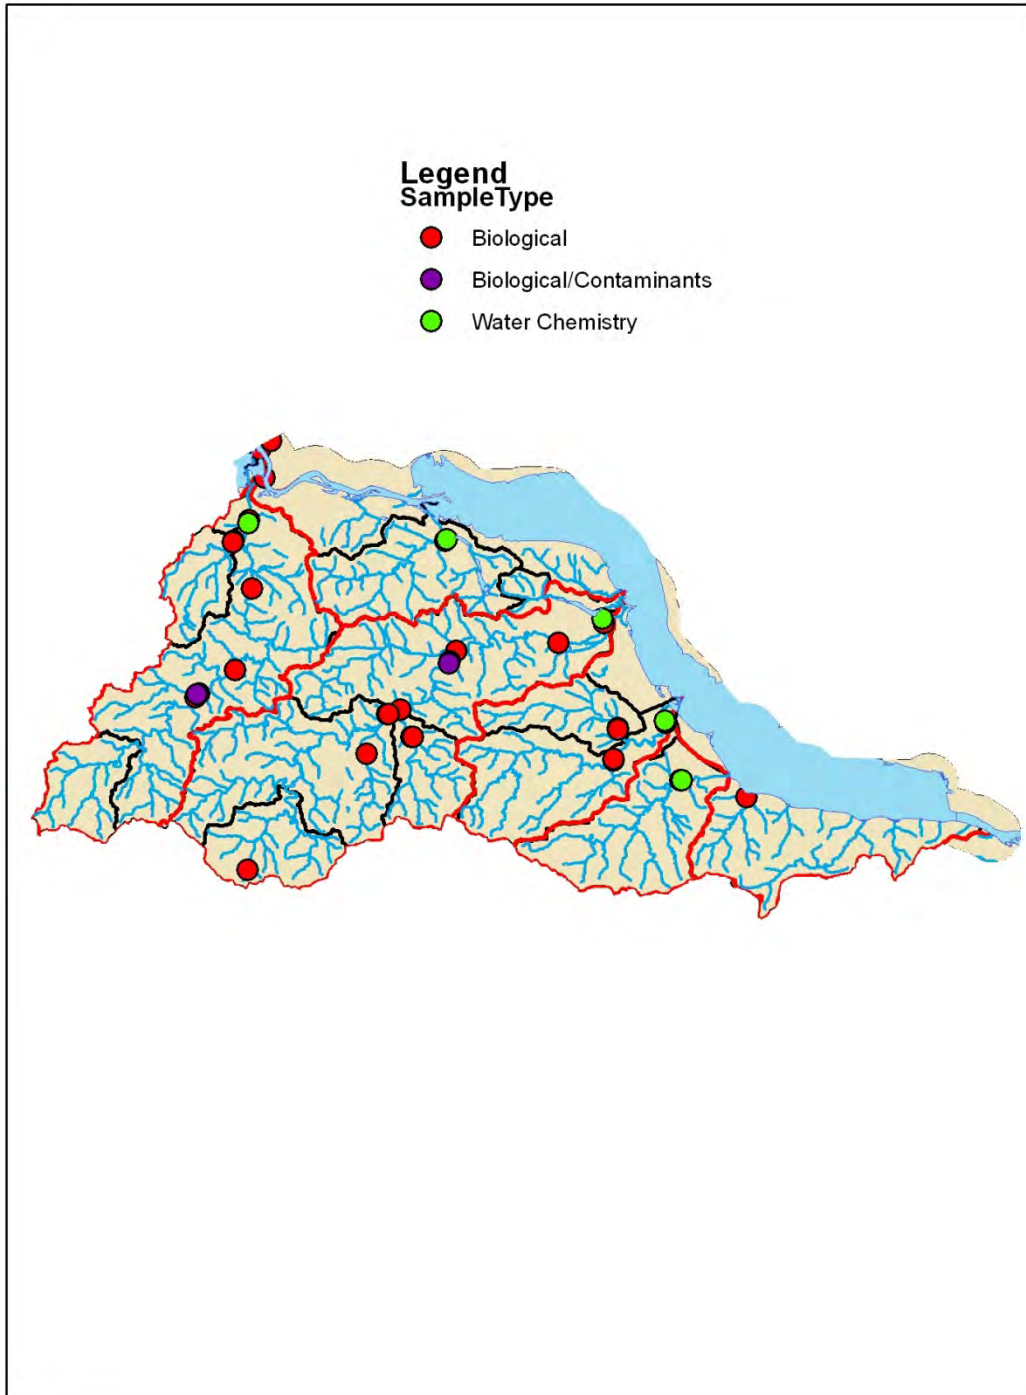 Legend
SampleType
Biological
Biological/Contaminants
Water Chemistry